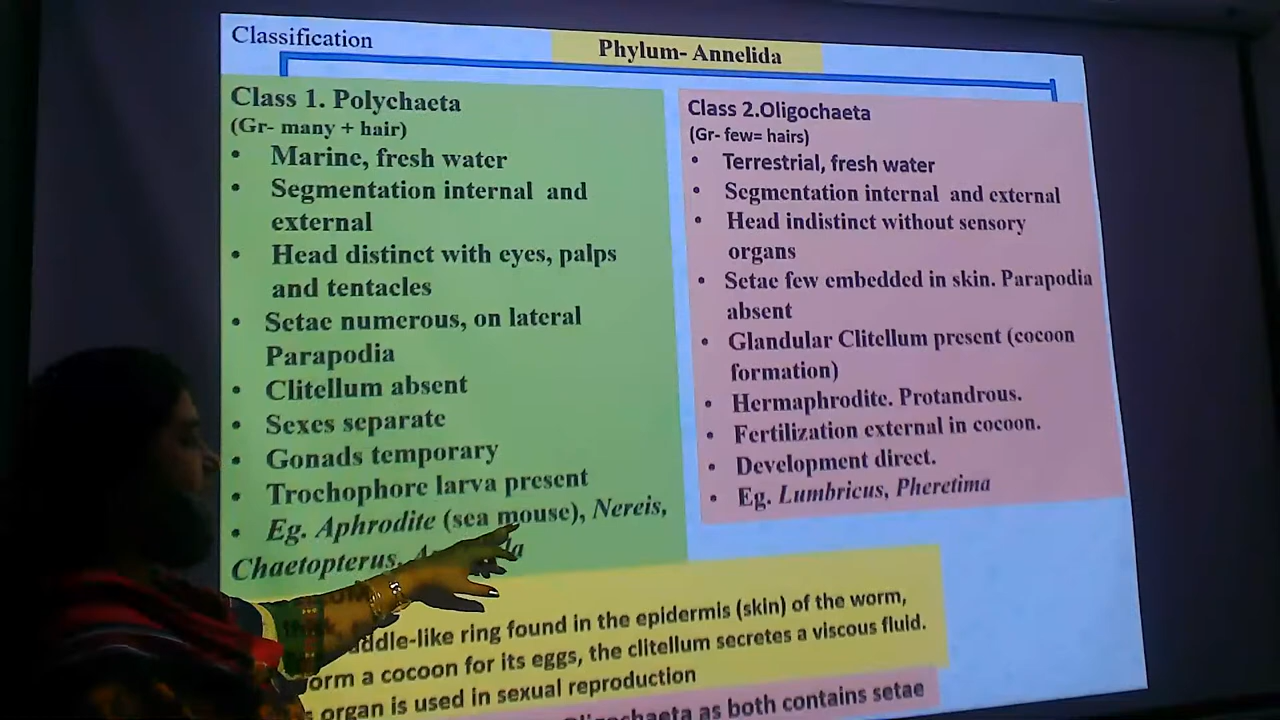 Classification
Phylum- Annelida
Class 1. Polychaeta
(Gr- many + hair)
• Marine, fresh water
• Segmentation internal and
external
• Head distinct with eyes, palps
and tentacles
• Setae numerous, on lateral
Parapodia
• Clitellum absent
• Sexes separate
• Gonads temporary
• Trochophore larva present
• Eg. Aphrodite (sea mouse), Nereis,
Chaetopterus,
Class 2.Oligochaeta
(Gr- few= hairs)
• Terrestrial, fresh water
• Segmentation internal and external
• Head indistinct without sensory
organs
• Setae few embedded in skin. Parapodia
absent
• Glandular Clitellum present (cocoon
formation)
• Hermaphrodite. Protandrous.
• Fertilization external in cocoon.
• Development direct.
• Eg. Lumbricus, Pheretima
ring found in the epidermis (skin) of the worm,
a cocoon for its eggs, the clitellum secretes a viscous fluid.
organ is used in sexual reproduction
as both contains setae